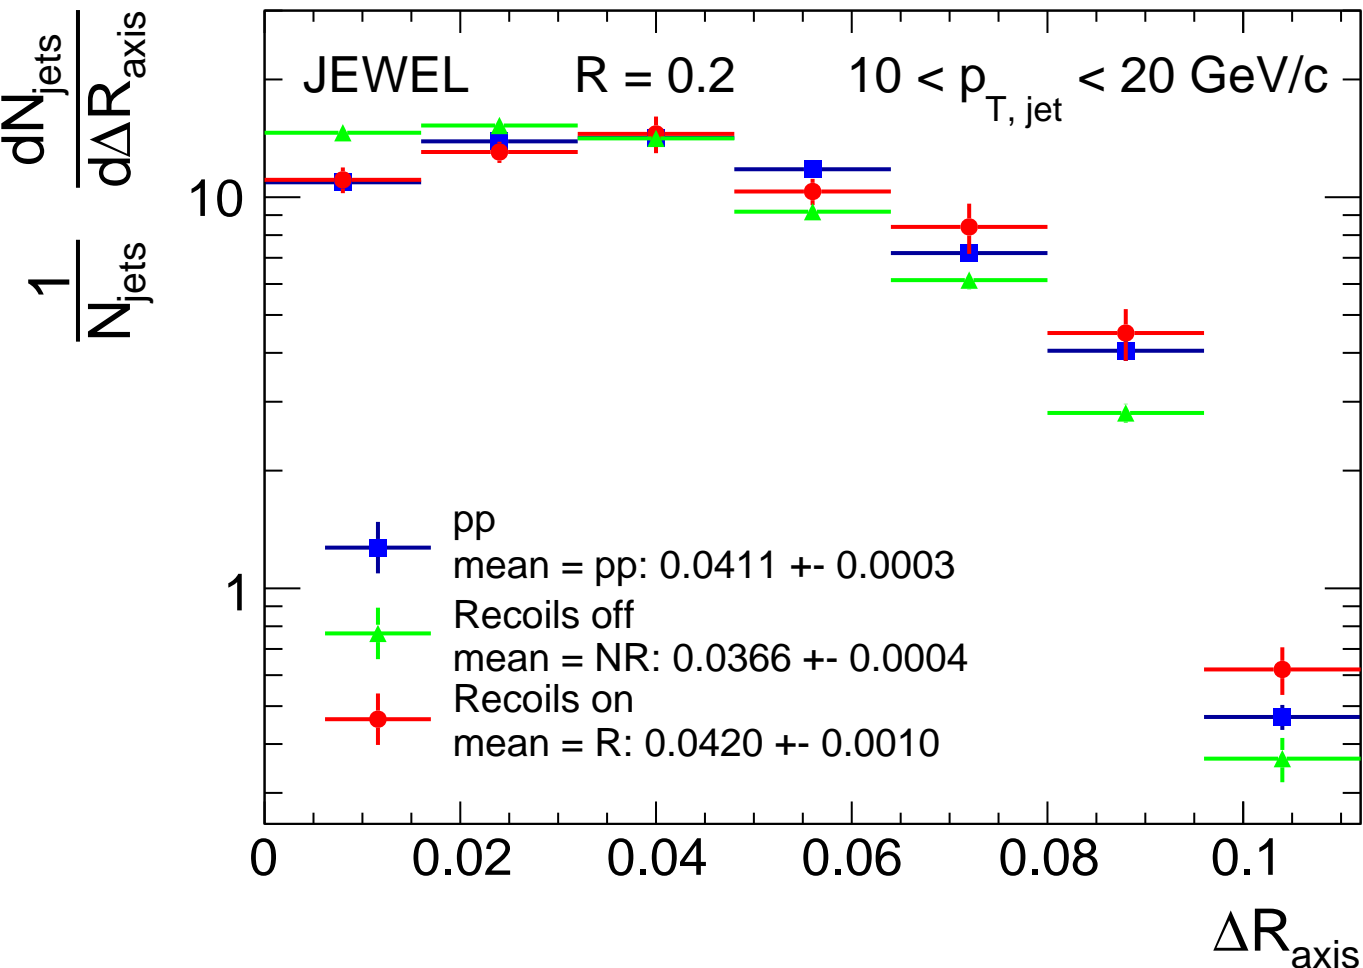 1 dN_jets
N_jets dΔR_axis
JEWEL R = 0.2 10 < p_T, jet < 20 GeV/c
10
pp
mean = pp: 0.0411 +- 0.0003
1
Recoils off
mean = NR: 0.0366 +- 0.0004
Recoils on
mean = R: 0.0420 +- 0.0010
0 0.02 0.04 0.06 0.08 0.1
ΔR_axis